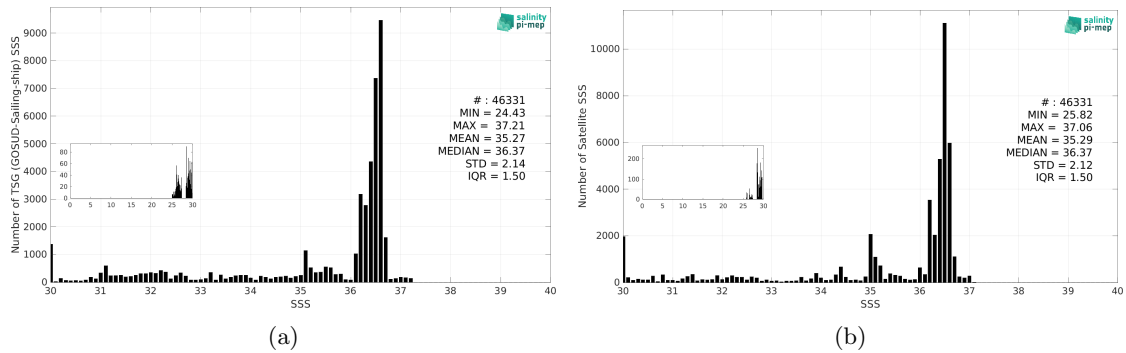 salinity
pi-mep
Number of TSG (GOSUD-Sailing-ship) SSS
9000
8000
7000
6000
5000
4000
3000
2000
1000
0
# : 46331
MIN = 24.43
MAX = 37.21
MEAN = 35.27
MEDIAN = 36.37
STD = 2.14
IQR = 1.50
80
60
40
20
0
0 5 10 15 20 25 30
30 31 32 33 34 35 36 37 38 39 40
SSS
(a)
salinity
pi-mep
Number of Satellite SSS
10000
8000
6000
4000
2000
0
# : 46331
MIN = 25.82
MAX = 37.06
MEAN = 35.29
MEDIAN = 36.37
STD = 2.12
IQR = 1.50
200
100
0
0 5 10 15 20 25 30
30 31 32 33 34 35 36 37 38 39 40
SSS
(b)